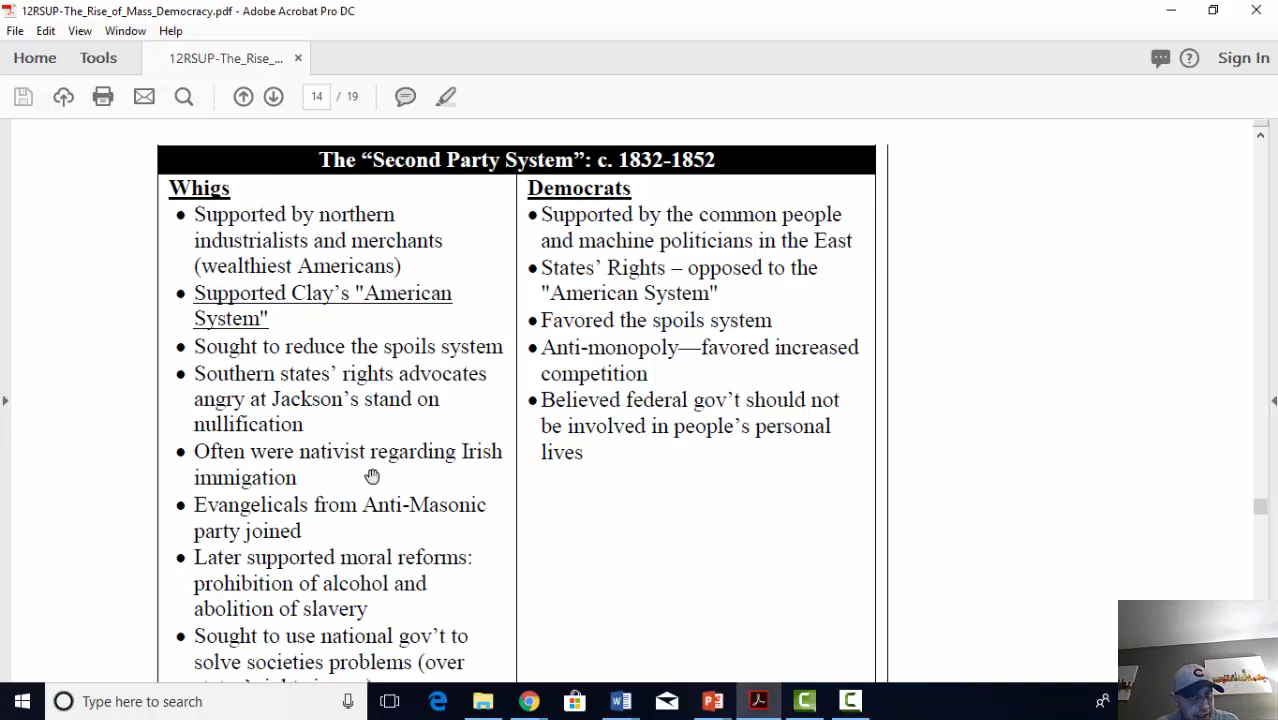 12RSUP-The_Rise_of_Mass_Democracy.pdf - Adobe Acrobat Pro DC
File Edit View Window Help
Home Tools 12RSUP-The_Rise_... × Sign In
14 / 19
The “Second Party System”: c. 1832-1852
Whigs
• Supported by northern
industrialists and merchants
(wealthiest Americans)
• Supported Clay’s "American
System"
• Sought to reduce the spoils system
• Southern states’ rights advocates
angry at Jackson’s stand on
nullification
• Often were nativist regarding Irish
immigation
• Evangelicals from Anti-Masonic
party joined
• Later supported moral reforms:
prohibition of alcohol and
abolition of slavery
• Sought to use national gov’t to
solve societies problems (over
Democrats
• Supported by the common people
and machine politicians in the East
• States’ Rights – opposed to the
"American System"
• Favored the spoils system
• Anti-monopoly—favored increased
competition
• Believed federal gov’t should not
be involved in people’s personal
lives
Type here to search